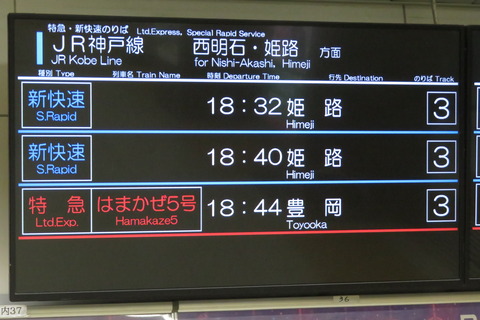 特急・新快速のりば Ltd.Express, Special Rapid Service
JR神戸線 西明石・姫路 方面
JR Kobe Line for Nishi-Akashi, Himeji
種別 Type 列車名 Train Name 時刻 Departure Time 行先 Destination のりば Track
新快速 18:32 姫路 3
S.Rapid Himeji
新快速 18:40 姫路 3
S.Rapid Himeji
特急 はまかぜ5号 18:44 豊岡 3
Ltd.Exp. Hamakaze5 Toyooka
内37
36